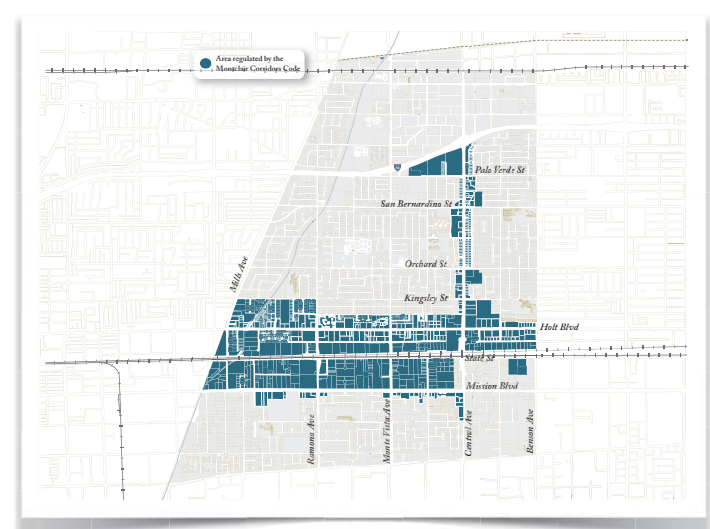 Area regulated by the
Montclair Corridors Code
Palo Verde St
San Bernardino St
Orchard St
Mills Ave
Kingsley St
Holt Blvd
State St
Mission Blvd
Ramona Ave
Monte Vista Ave
Central Ave
Benson Ave